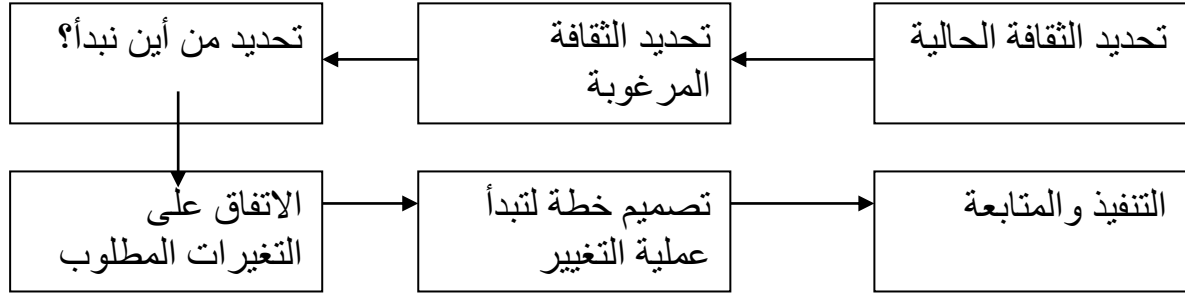 تحديد الثقافة الحالية
تحديد الثقافة
المرغوبة
تحديد من أين نبدأ؟
الاتفاق على
التغيرات المطلوب
تصميم خطة لتبدأ
عملية التغيير
التنفيذ والمتابعة